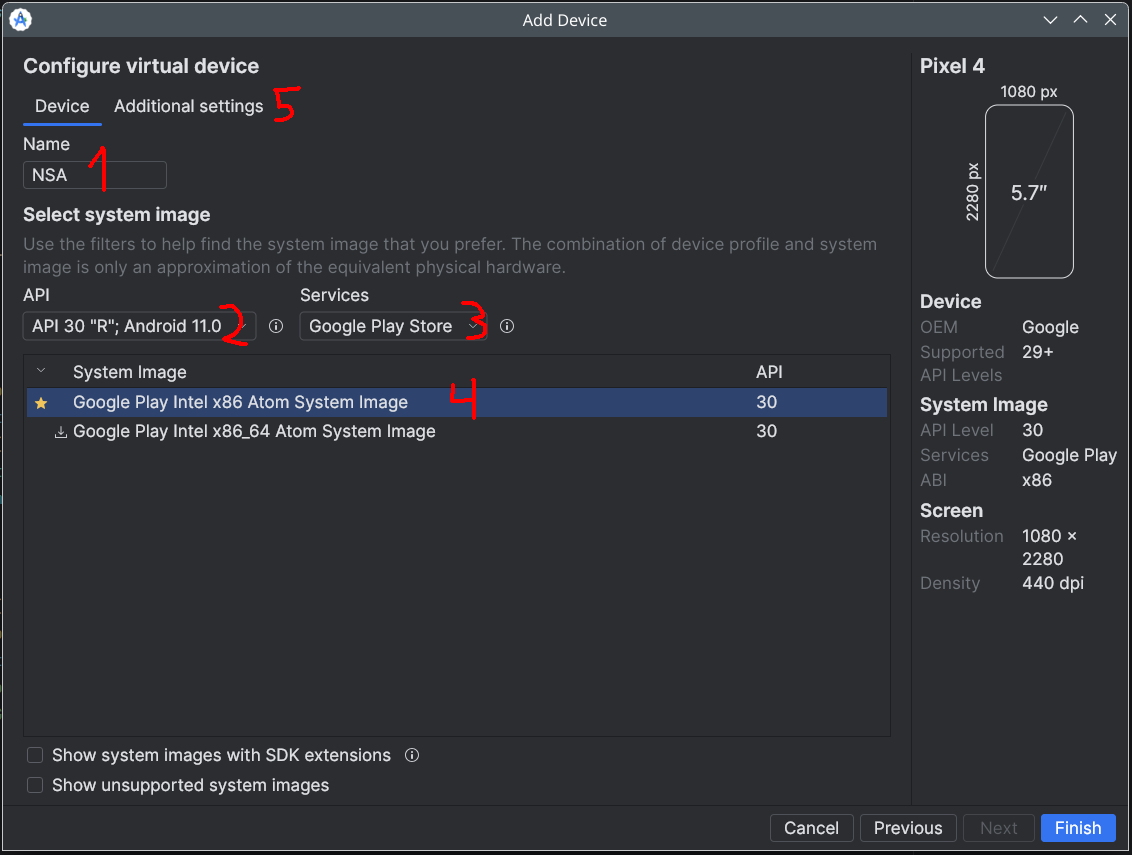 Add Device
Configure virtual device
Device Additional settings 5
Name
NSA 1
Select system image
Use the filters to help find the system image that you prefer. The combination of device profile and system
image is only an approximation of the equivalent physical hardware.
API Services
API 30 "R"; Android 11.0 2 Google Play Store 3
System Image API
Google Play Intel x86 Atom System Image 4 30
Google Play Intel x86_64 Atom System Image 30
Show system images with SDK extensions
Show unsupported system images
Pixel 4
1080 px
2280 px
5.7″
Device
OEM Google
Supported 29+
API Levels
System Image
API Level 30
Services Google Play
ABI x86
Screen
Resolution 1080 ×
2280
Density 440 dpi
Cancel Previous Next Finish